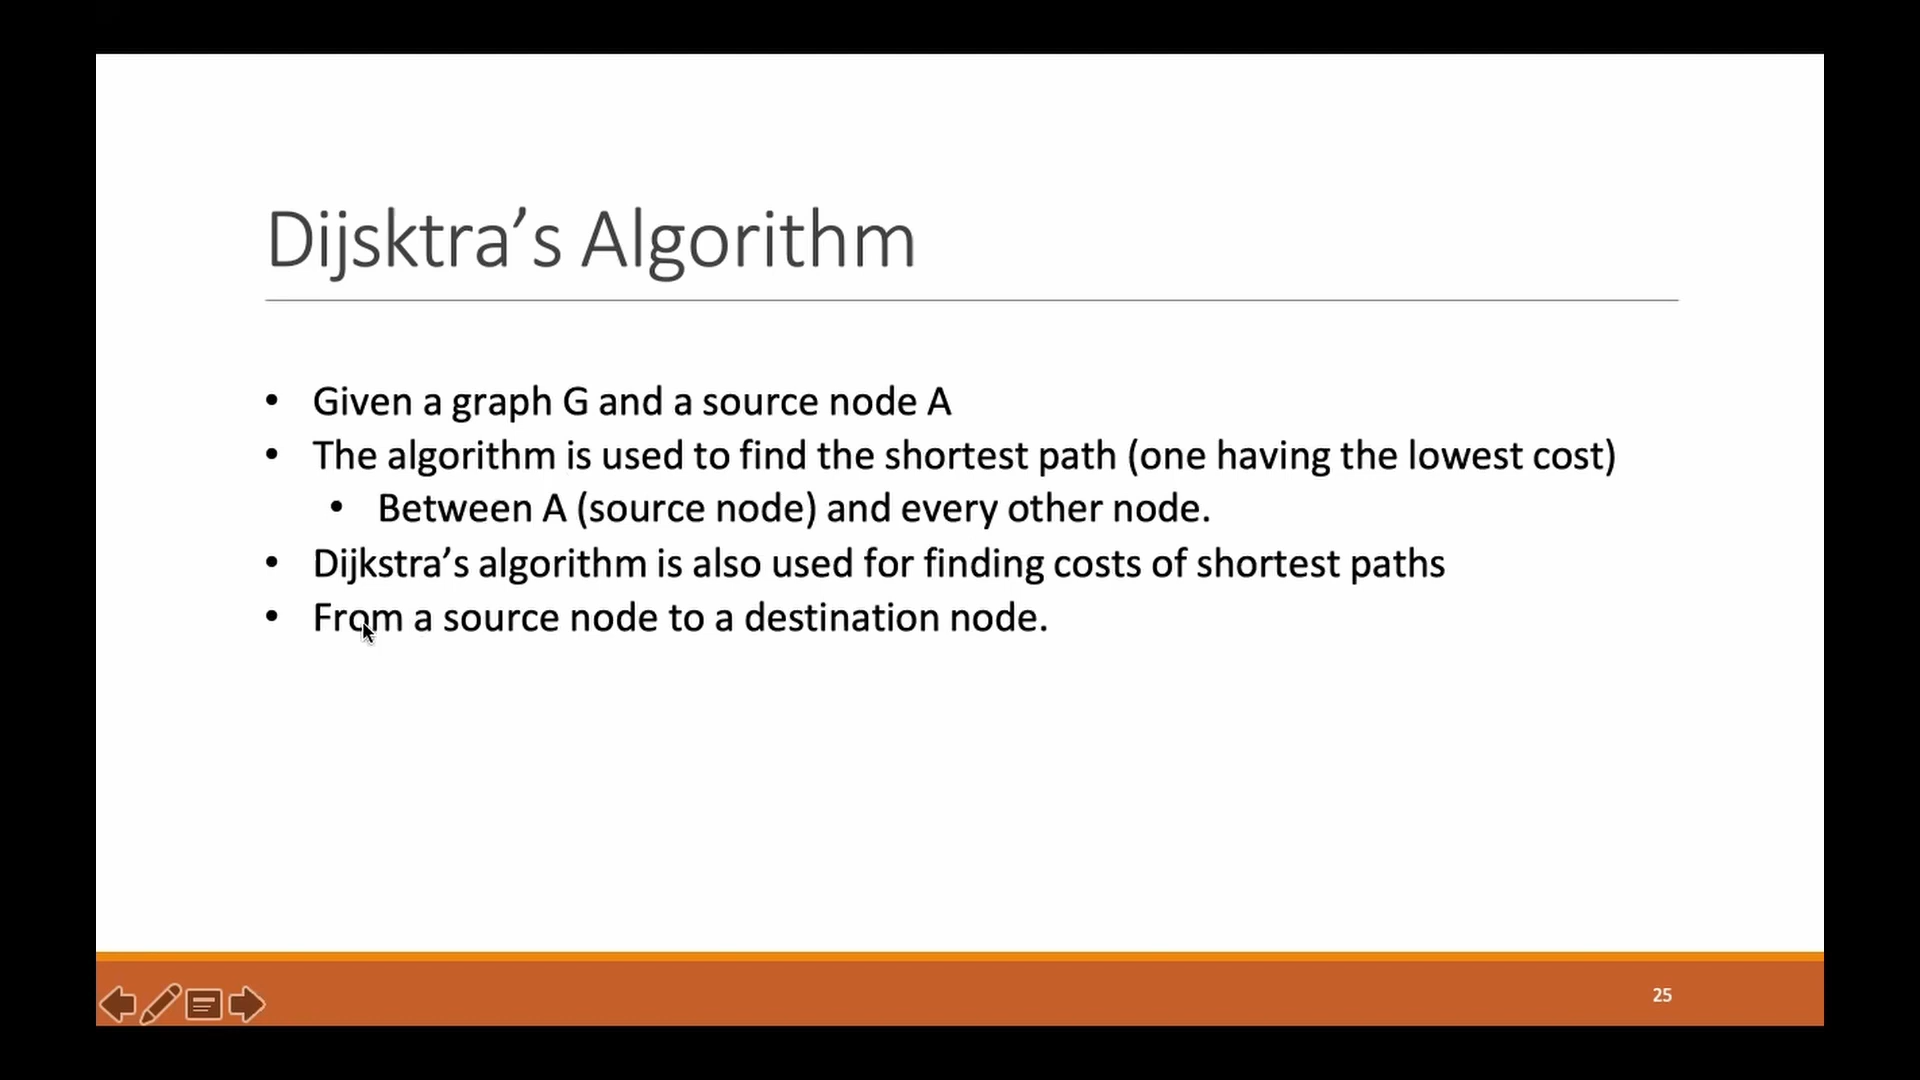 Dijsktra’s Algorithm
• Given a graph G and a source node A
• The algorithm is used to find the shortest path (one having the lowest cost)
• Between A (source node) and every other node.
• Dijkstra’s algorithm is also used for finding costs of shortest paths
• From a source node to a destination node.
25